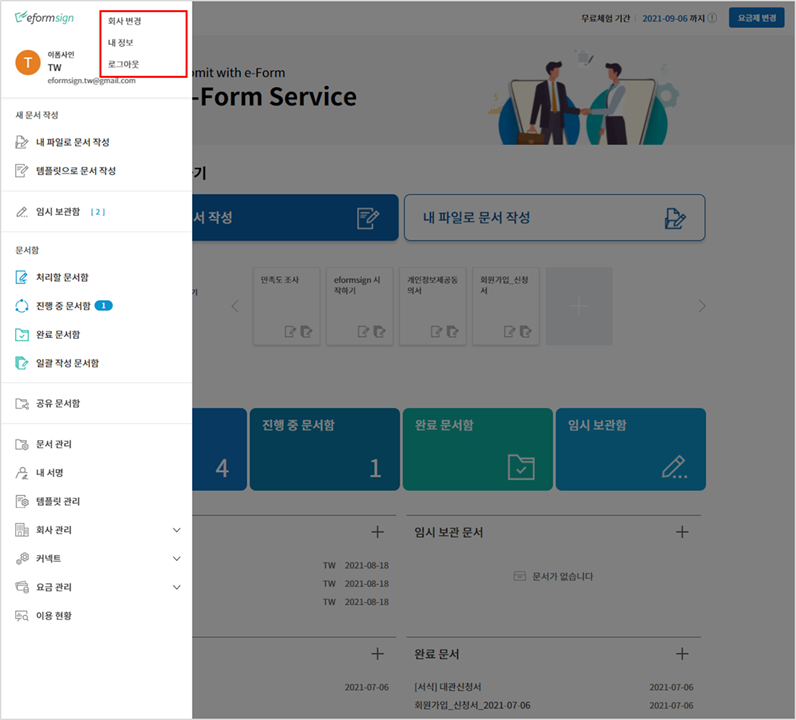 eformsign
회사 변경
내 정보
로그아웃
이폼사인
TW
eformsign.tw@gmail.com
새 문서 작성
내 파일로 문서 작성
템플릿으로 문서 작성
임시 보관함 [ 2 ]
문서함
처리할 문서함
진행 중 문서함 1
완료 문서함
일괄 작성 문서함
공유 문서함
문서 관리
내 서명
템플릿 관리
회사 관리
커넥트
요금 관리
이용 현황
무료체험 기간 2021-09-06 까지
요금제 변경
omit with e-Form
-Form Service
기
서 작성
내 파일로 문서 작성
기
만족도 조사
eformsign 시
작하기
개인정보제공동
의서
회원가입_신청
서
4
진행 중 문서함
1
완료 문서함
임시 보관함
TW 2021-08-18
TW 2021-08-18
TW 2021-08-18
임시 보관 문서
문서가 없습니다
2021-07-06
완료 문서
[서식] 대관신청서 2021-07-06
회원가입_신청서_2021-07-06 2021-07-06